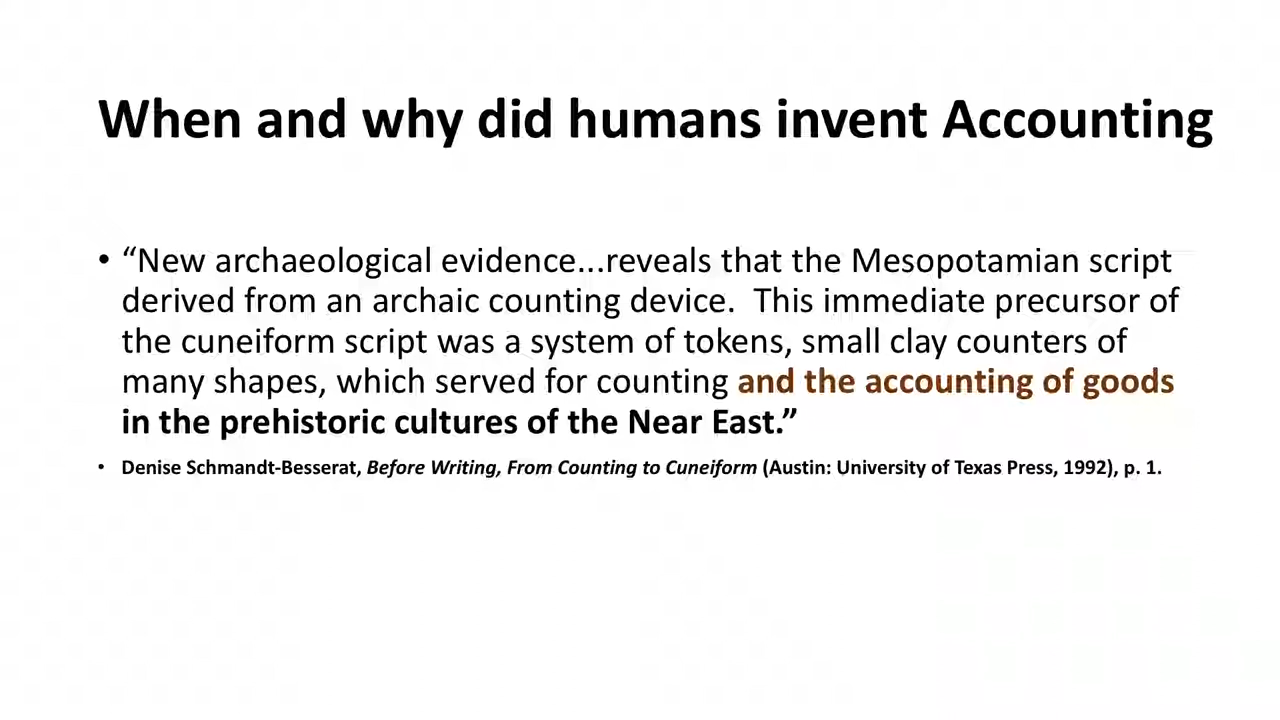 When and why did humans invent Accounting
• “New archaeological evidence...reveals that the Mesopotamian script
derived from an archaic counting device.  This immediate precursor of
the cuneiform script was a system of tokens, small clay counters of
many shapes, which served for counting and the accounting of goods
in the prehistoric cultures of the Near East.”
• Denise Schmandt-Besserat, Before Writing, From Counting to Cuneiform (Austin: University of Texas Press, 1992), p. 1.